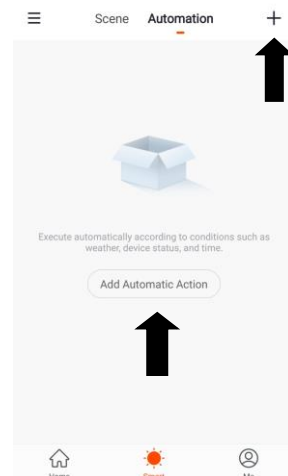 Scene Automation
Execute automatically according to conditions such as
weather, device status, and time.
Add Automatic Action
Home Smart Me